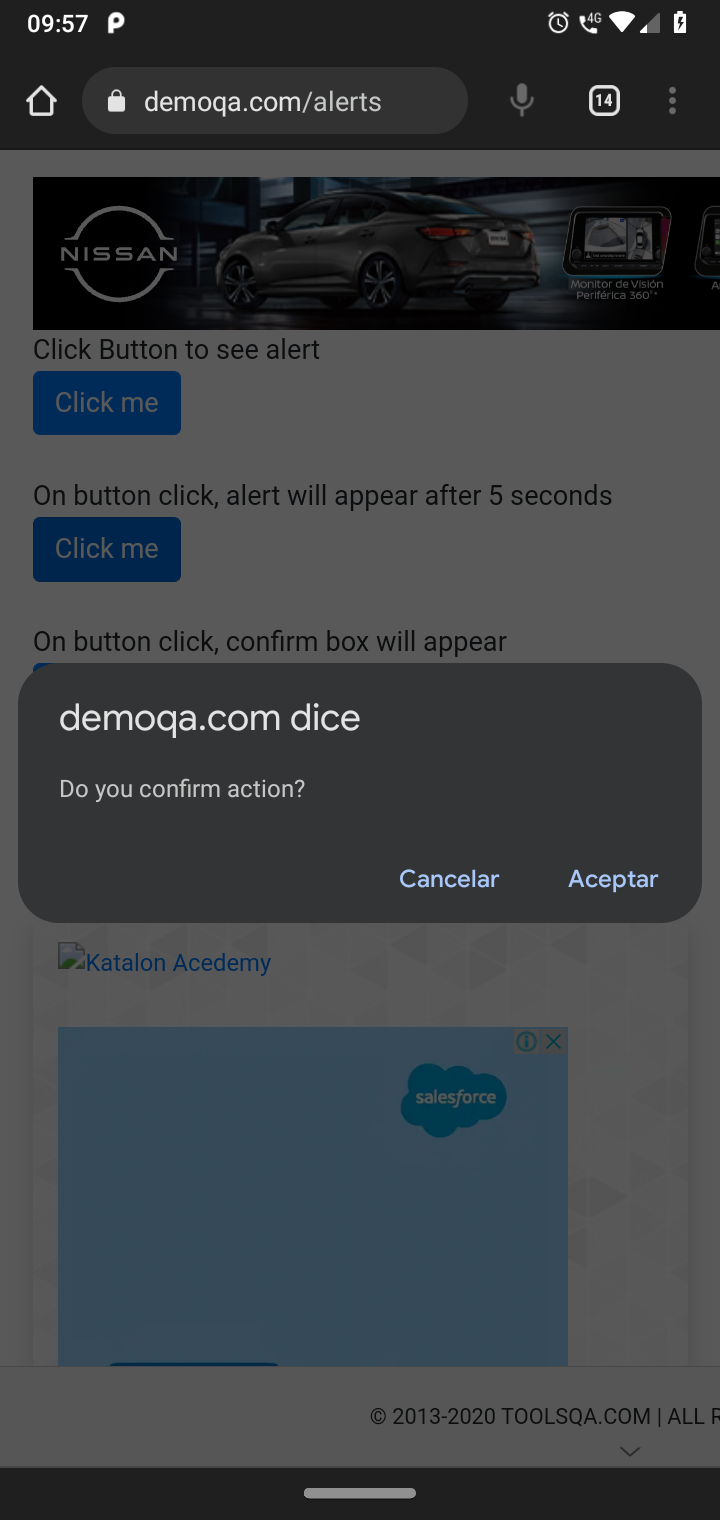 09:57
4G
demoqa.com/alerts
14
NISSAN
Monitor de Visión
Periférica 360°*
Click Button to see alert
Click me
On button click, alert will appear after 5 seconds
Click me
On button click, confirm box will appear
demoqa.com dice
Do you confirm action?
Cancelar
Aceptar
Katalon Acedemy
salesforce
© 2013-2020 TOOLSQA.COM | ALL R